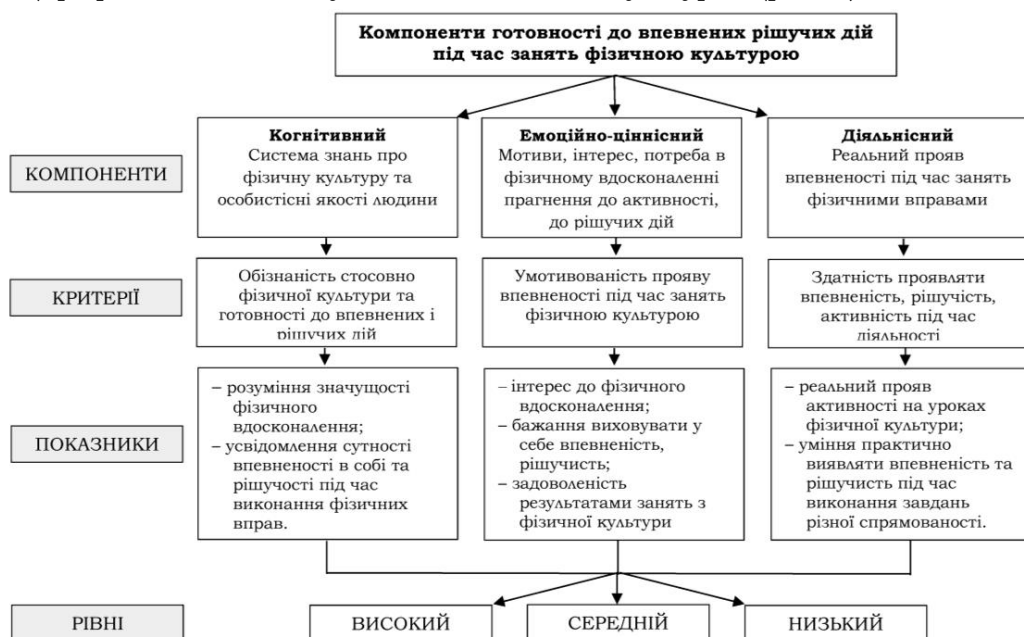 Компоненти готовності до впевнених рішучих дій
під час занять фізичною культурою
КОМПОНЕНТИ
Когнітивний
Система знань про
фізичну культуру та
особистісні якості людини
Емоційно-ціннісний
Мотиви, інтерес, потреба в
фізичному вдосконаленні
прагнення до активності,
до рішучих дій
Діяльнісний
Реальний прояв
впевненості під час занять
фізичними вправами
КРИТЕРІЇ
Обізнаність стосовно
фізичної культури та
готовності до впевнених і
рішучих дій
Умотивованість прояву
впевненості під час занять
фізичною культурою
Здатність проявляти
впевненість, рішучість,
активність під час
діяльності
ПОКАЗНИКИ
– розуміння значущості
фізичного
вдосконалення;
– усвідомлення сутності
впевненості в собі та
рішучості під час
виконання фізичних
вправ.
– інтерес до фізичного
вдосконалення;
– бажання виховувати у
себе впевненість,
рішучисть;
– задоволеність
результатами занять з
фізичної культури
– реальний прояв
активності на уроках
фізичної культури;
– уміння практично
виявляти впевненість та
рішучисть під час
виконання завдань
різної спрямованості.
РІВНІ
ВИСОКИЙ
СЕРЕДНІЙ
НИЗЬКИЙ